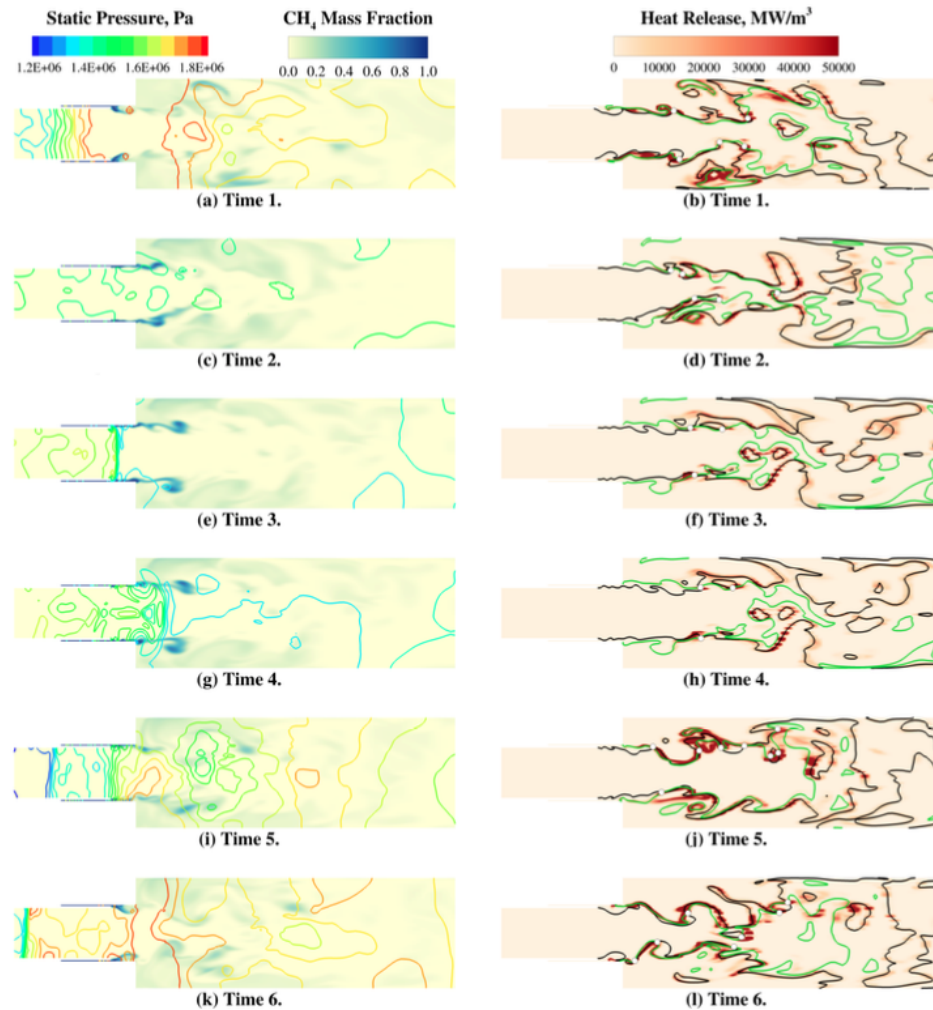 Static Pressure, Pa
CH4 Mass Fraction
Heat Release, MW/m³
1.2E+06 1.4E+06 1.6E+06 1.8E+06
0.0 0.2 0.4 0.6 0.8 1.0
0 10000 20000 30000 40000 50000
(a) Time 1.
(b) Time 1.
(c) Time 2.
(d) Time 2.
(e) Time 3.
(f) Time 3.
(g) Time 4.
(h) Time 4.
(i) Time 5.
(j) Time 5.
(k) Time 6.
(l) Time 6.